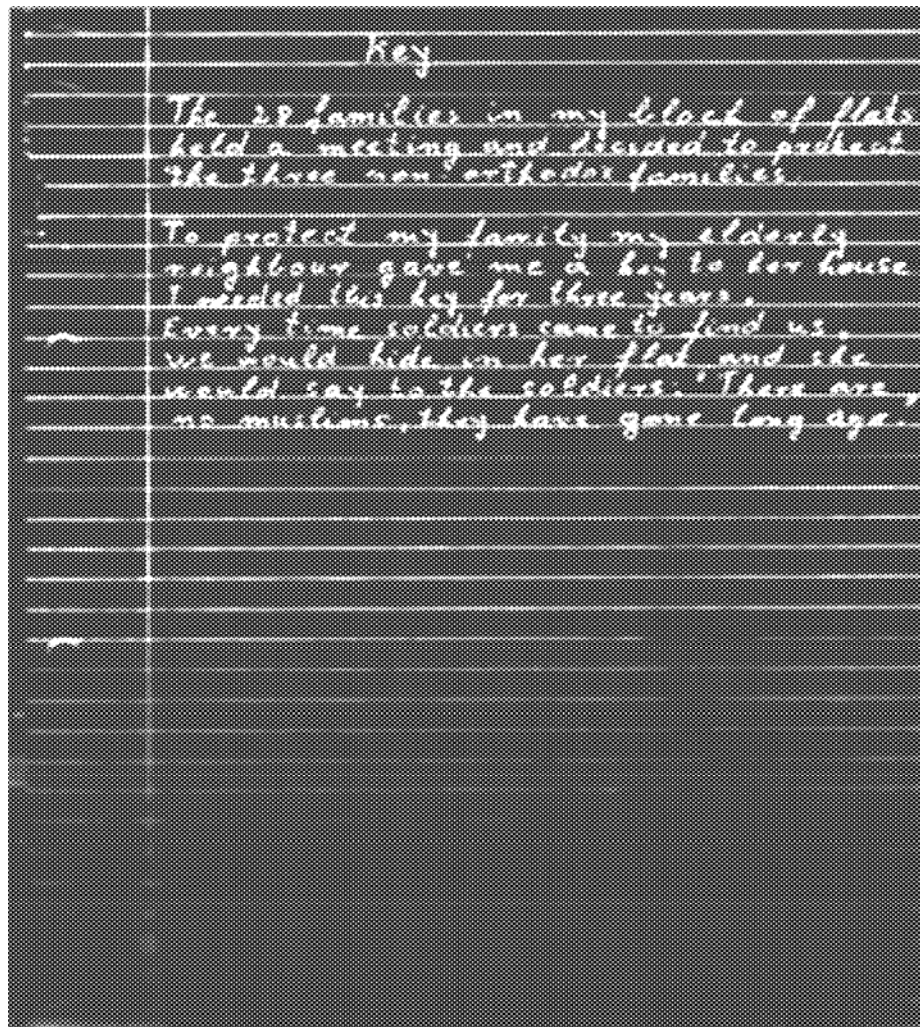 Key
The 28 families in my block of flats
held a meeting and decided to protect
the three non orthodox families.
To protect my family my elderly
neighbour gave me a key to her house
I needed this key for three years.
Every time soldiers came to find us,
we would hide in her flat, and she
would say to the soldiers: 'There are
no muslims, they have gone long ago.'